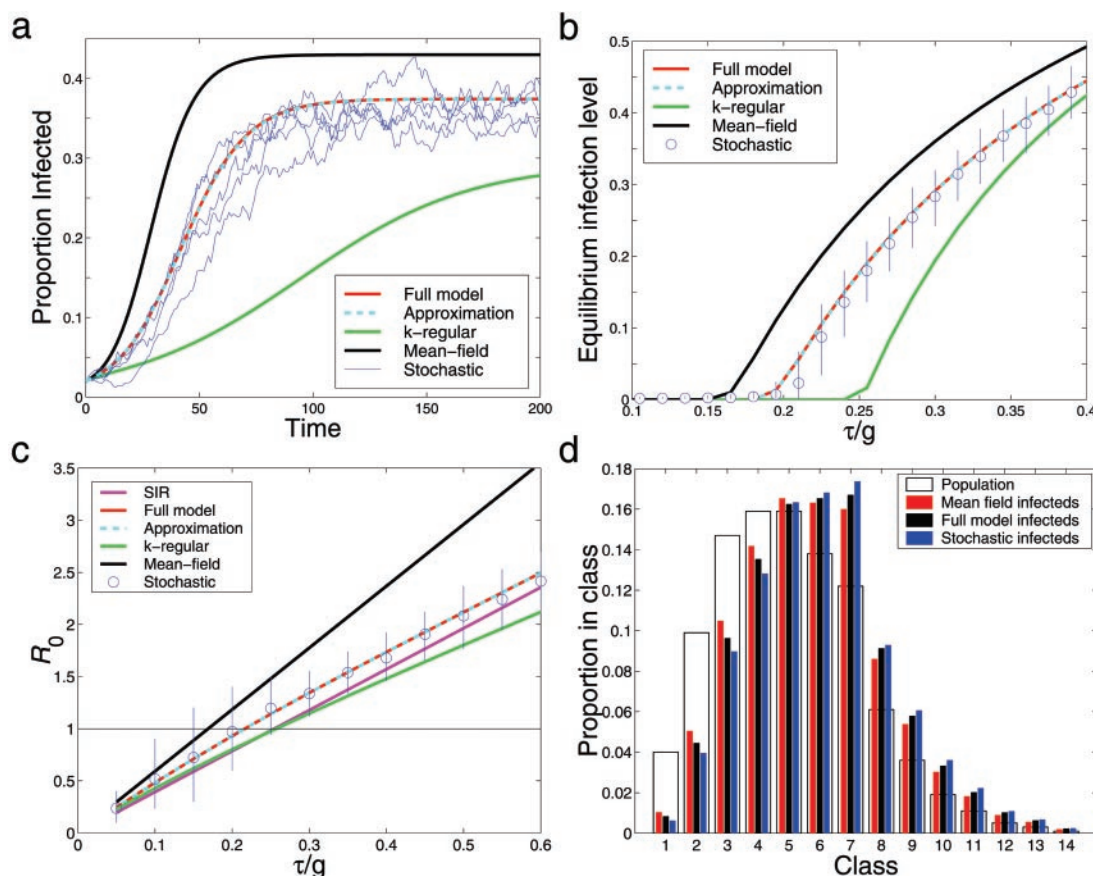 a
Proportion Infected
0.4
0.3
0.2
0.1
0
0 50 100 150 200
Time
Full model
Approximation
k−regular
Mean−field
Stochastic
b
Equilibrium infection level
0.5
0.4
0.3
0.2
0.1
0
0.1 0.15 0.2 0.25 0.3 0.35 0.4
τ/g
Full model
Approximation
k−regular
Mean−field
Stochastic
c
R0
3.5
3
2.5
2
1.5
1
0.5
0
0 0.1 0.2 0.3 0.4 0.5 0.6
τ/g
SIR
Full model
Approximation
k−regular
Mean−field
Stochastic
d
Proportion in class
0.18
0.16
0.14
0.12
0.1
0.08
0.06
0.04
0.02
0
1 2 3 4 5 6 7 8 9 10 11 12 13 14
Class
Population
Mean field infecteds
Full model infecteds
Stochastic infecteds